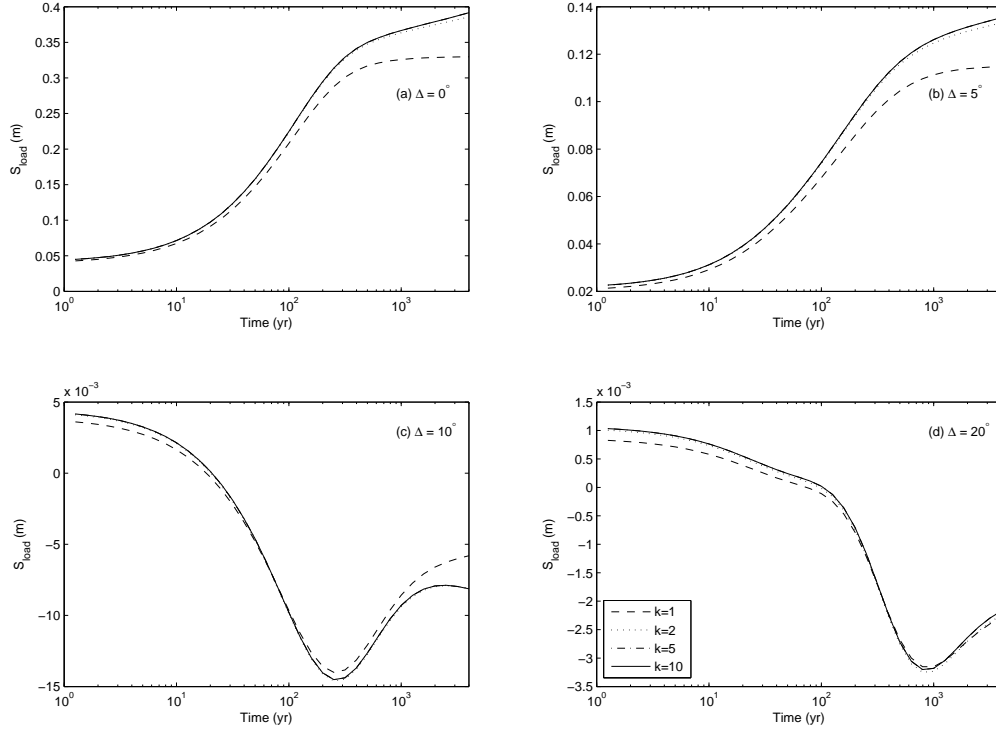 0.4
0.35
0.3
0.25
0.2
0.15
0.1
0.05
0
S_load (m)
(a) Δ = 0°
10^0 10^1 10^2 10^3
Time (yr)
0.14
0.12
0.1
0.08
0.06
0.04
0.02
S_load (m)
(b) Δ = 5°
10^0 10^1 10^2 10^3
Time (yr)
x 10^−3
5
0
−5
−10
−15
S_load (m)
(c) Δ = 10°
10^0 10^1 10^2 10^3
Time (yr)
x 10^−3
1.5
1
0.5
0
−0.5
−1
−1.5
−2
−2.5
−3
−3.5
S_load (m)
(d) Δ = 20°
k=1
k=2
k=5
k=10
10^0 10^1 10^2 10^3
Time (yr)